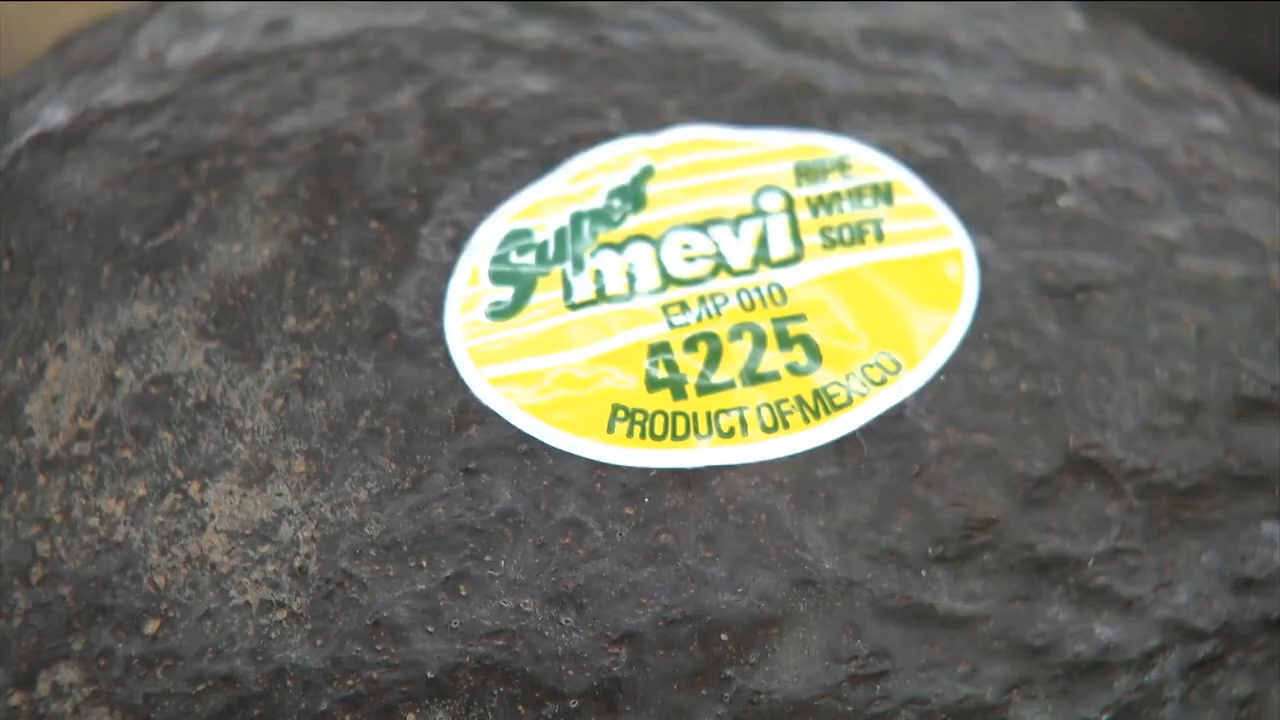 Super
mevi
RIPE
WHEN
SOFT
EMP 010
4225
PRODUCT OF MEXICO